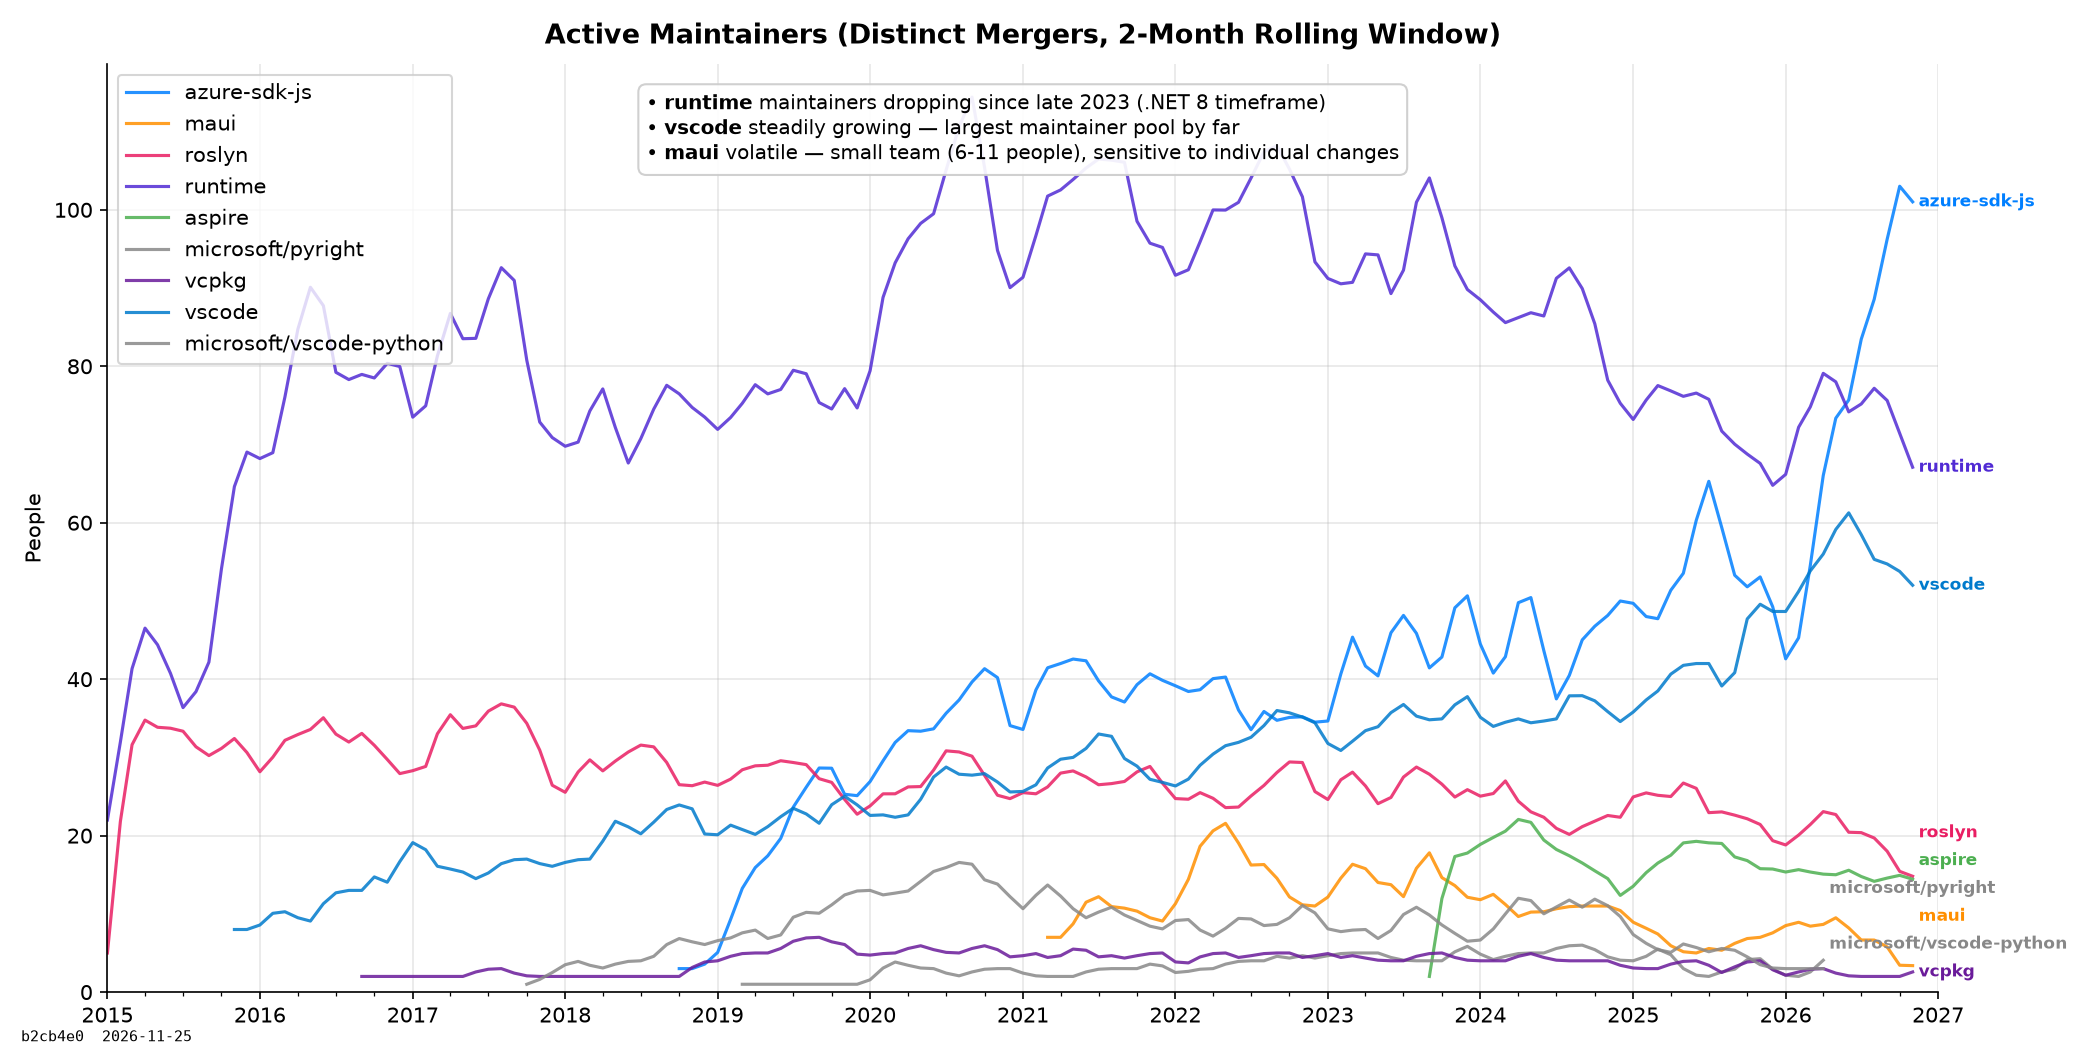 Active Maintainers (Distinct Mergers, 2-Month Rolling Window)
azure-sdk-js
maui
roslyn
runtime
aspire
microsoft/pyright
vcpkg
vscode
microsoft/vscode-python
• runtime maintainers dropping since late 2023 (.NET 8 timeframe)
• vscode steadily growing — largest maintainer pool by far
• maui volatile — small team (6-11 people), sensitive to individual changes
People
100
80
60
40
20
0
azure-sdk-js
runtime
vscode
roslyn
aspire
microsoft/pyright
maui
microsoft/vscode-python
vcpkg
2015 2016 2017 2018 2019 2020 2021 2022 2023 2024 2025 2026 2027
b2cb4e0 2026-11-25